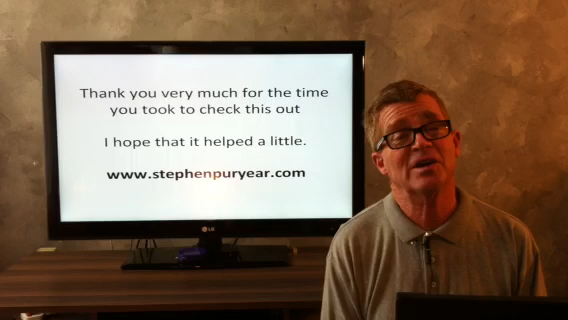 Thank you very much for the time
you took to check this out
I hope that it helped a little.
www.stephenpuryear.com
LG